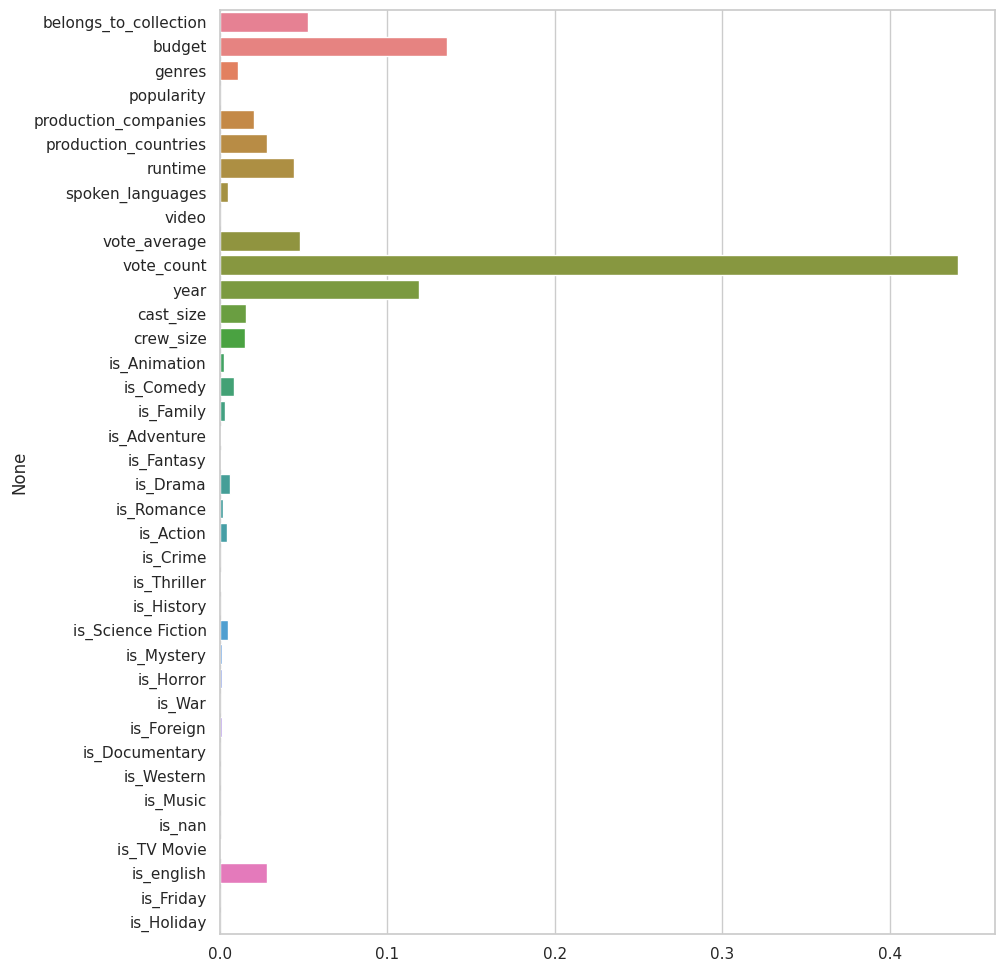 belongs_to_collection
budget
genres
popularity
production_companies
production_countries
runtime
spoken_languages
video
vote_average
vote_count
year
cast_size
crew_size
is_Animation
is_Comedy
is_Family
is_Adventure
is_Fantasy
is_Drama
is_Romance
is_Action
is_Crime
is_Thriller
is_History
is_Science Fiction
is_Mystery
is_Horror
is_War
is_Foreign
is_Documentary
is_Western
is_Music
is_nan
is_TV Movie
is_english
is_Friday
is_Holiday
None
0.0 0.1 0.2 0.3 0.4